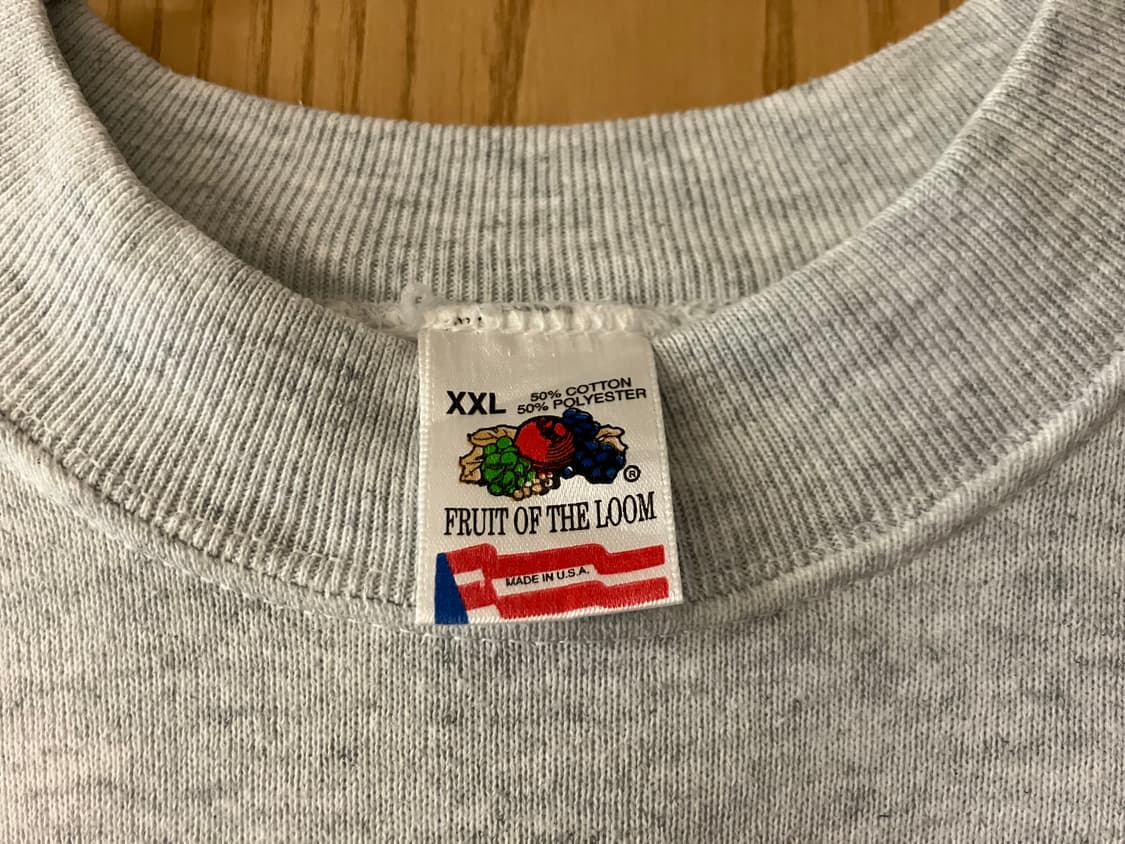 XXL
50% COTTON
50% POLYESTER
®
FRUIT OF THE LOOM
MADE IN U.S.A.